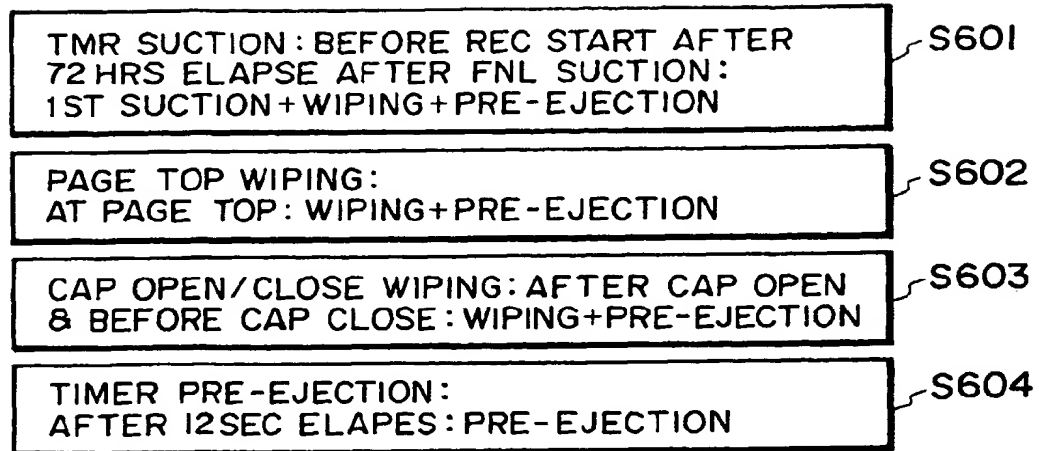 TMR SUCTION: BEFORE REC START AFTER S601
72 HRS ELAPSE AFTER FNL SUCTION:
1ST SUCTION+WIPING+PRE-EJECTION
PAGE TOP WIPING: S602
AT PAGE TOP: WIPING+PRE-EJECTION
CAP OPEN/CLOSE WIPING: AFTER CAP OPEN S603
& BEFORE CAP CLOSE: WIPING+PRE-EJECTION
TIMER PRE-EJECTION: S604
AFTER 12SEC ELAPES: PRE-EJECTION